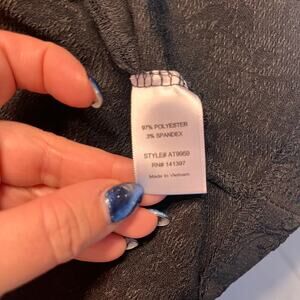 97% POLYESTER
3% SPANDEX
STYLE# AT9959
RN# 141397
Made in Vietnam